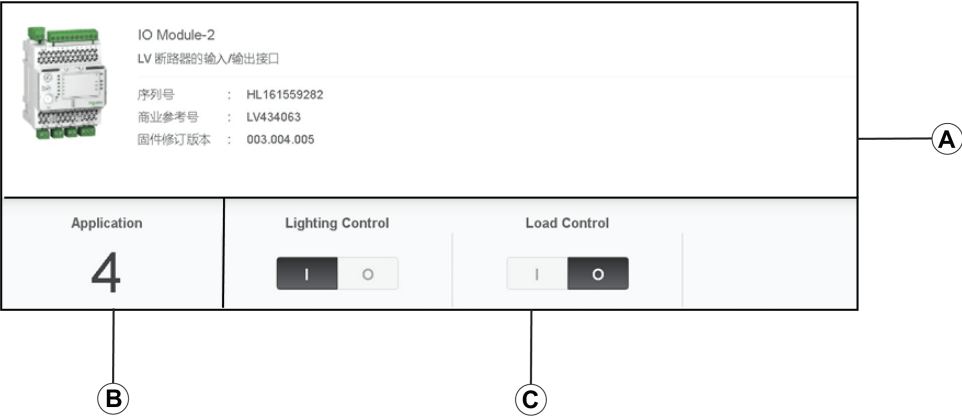 IO Module-2
LV 断路器的输入/输出接口
序列号 : HL161559282
商业参考号 : LV434063
固件修订版本 : 003.004.005
A
Application
Lighting Control
Load Control
4
I O
I O
B
C